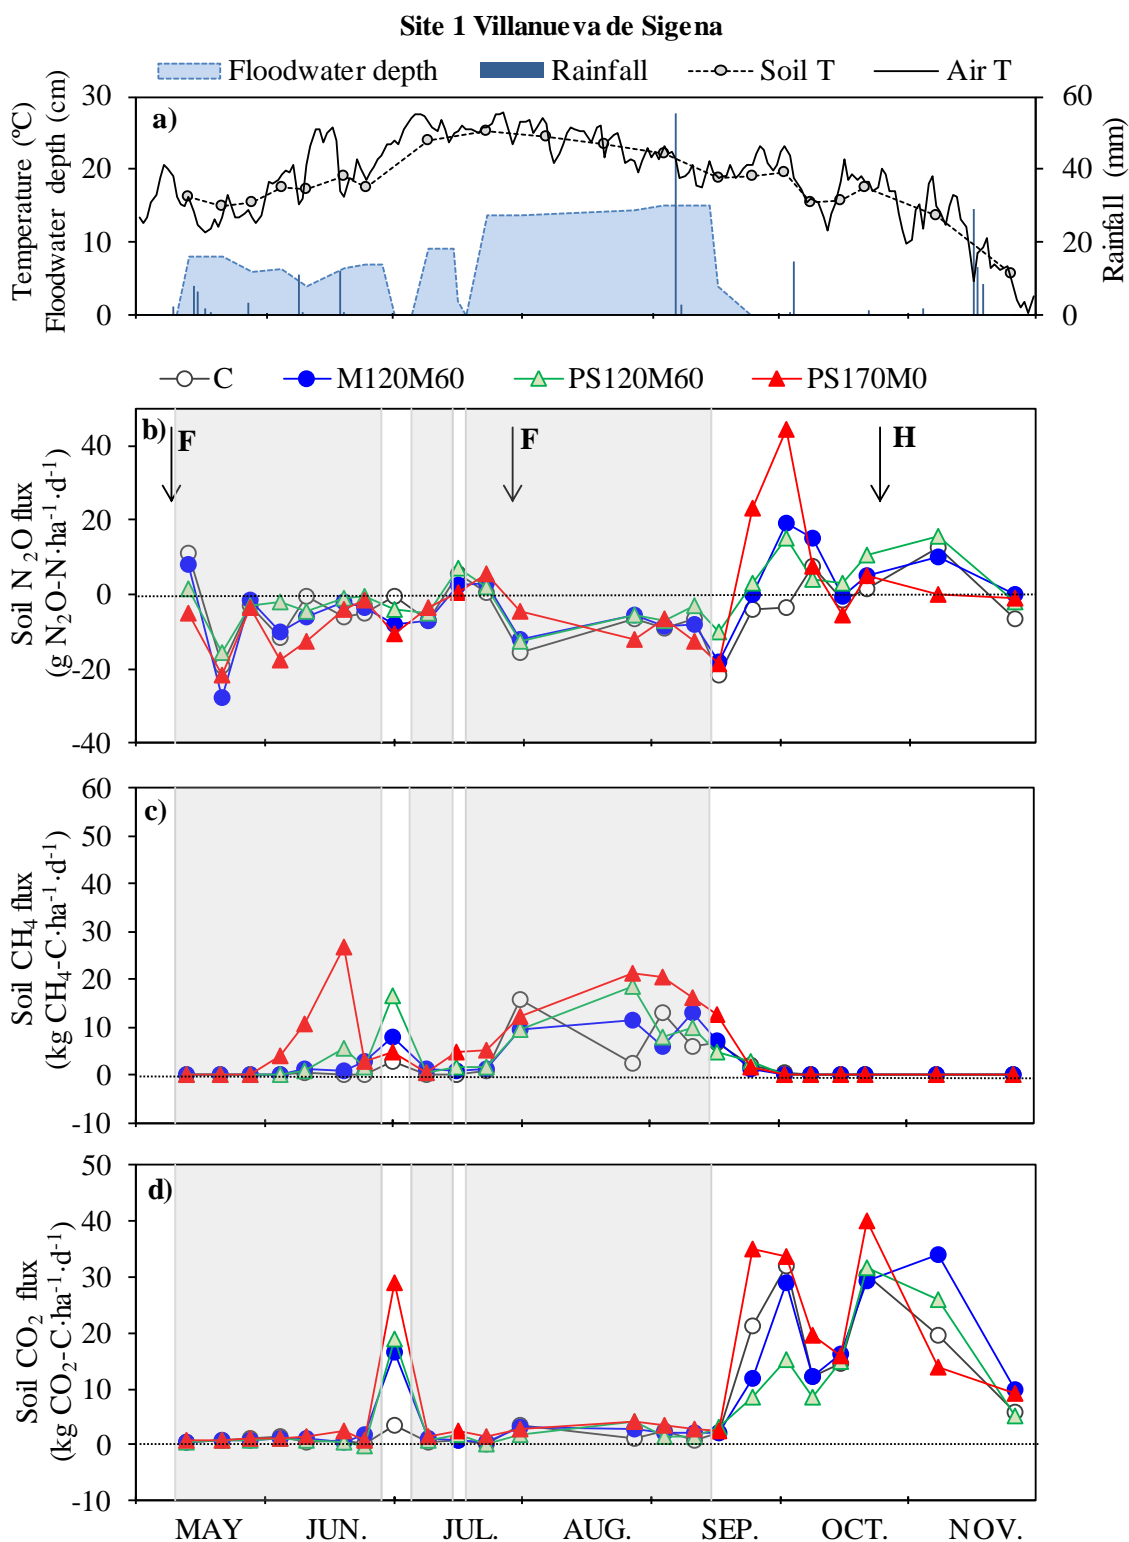 Site 1 Villanueva de Sigena
Floodwater depth Rainfall Soil T Air T
a)
Temperature (ºC)
Floodwater depth (cm)
30
20
10
0
Rainfall (mm)
60
40
20
0
C M120M60 PS120M60 PS170M0
b)
F
F
H
Soil N₂O flux
(g N₂O-N·ha⁻¹·d⁻¹)
40
20
0
-20
-40
c)
Soil CH₄ flux
(kg CH₄-C·ha⁻¹·d⁻¹)
60
50
40
30
20
10
0
-10
d)
Soil CO₂ flux
(kg CO₂-C·ha⁻¹·d⁻¹)
50
40
30
20
10
0
-10
MAY JUN. JUL. AUG. SEP. OCT. NOV.